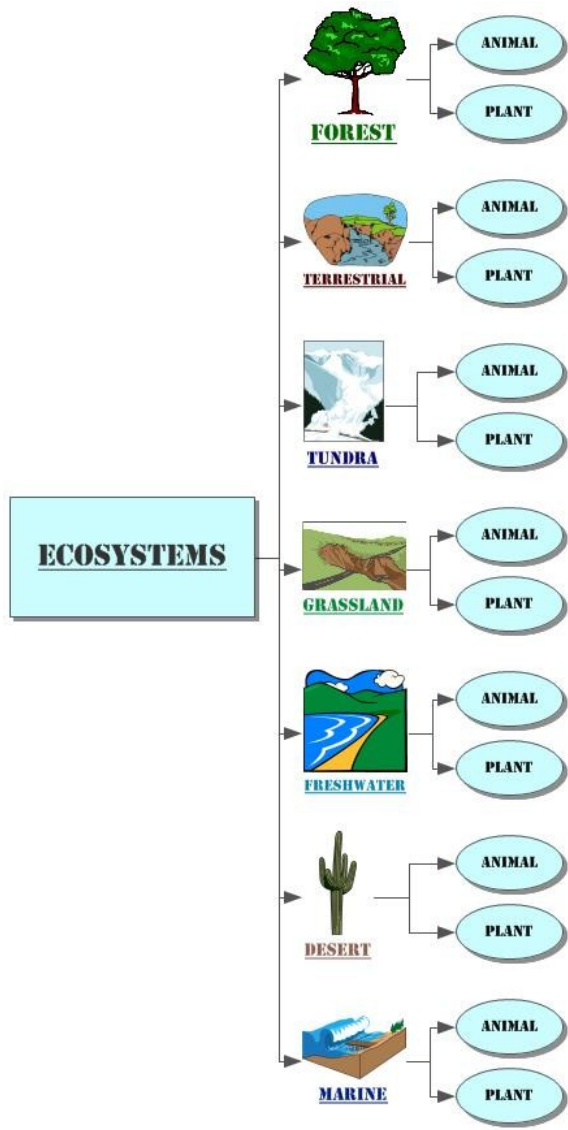 ECOSYSTEMS
ANIMAL
PLANT
FOREST
ANIMAL
PLANT
TERRESTRIAL
ANIMAL
PLANT
TUNDRA
ANIMAL
PLANT
GRASSLAND
ANIMAL
PLANT
FRESHWATER
ANIMAL
PLANT
DESERT
ANIMAL
PLANT
MARINE